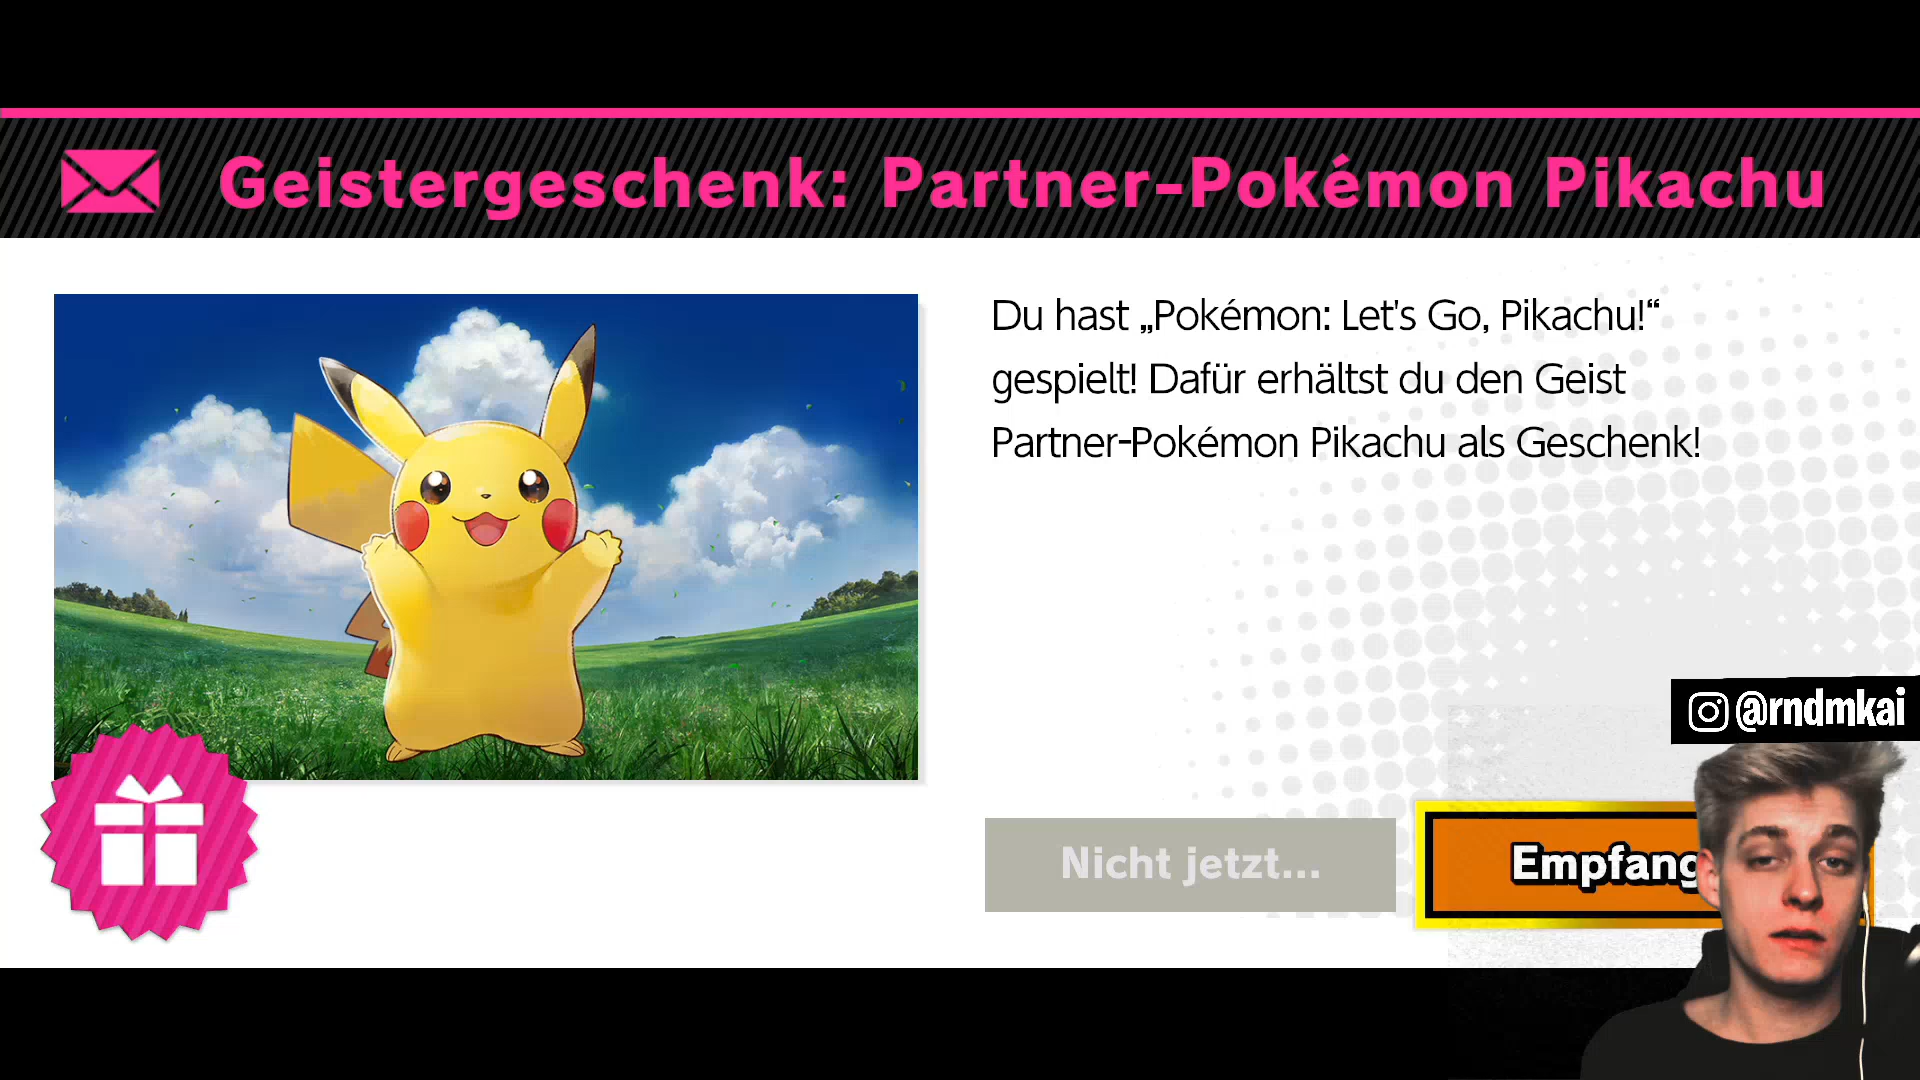 Geistergeschenk: Partner-Pokémon Pikachu
Du hast „Pokémon: Let's Go, Pikachu!“
gespielt! Dafür erhältst du den Geist
Partner-Pokémon Pikachu als Geschenk!
@rndmkai
Nicht jetzt...
Empfang